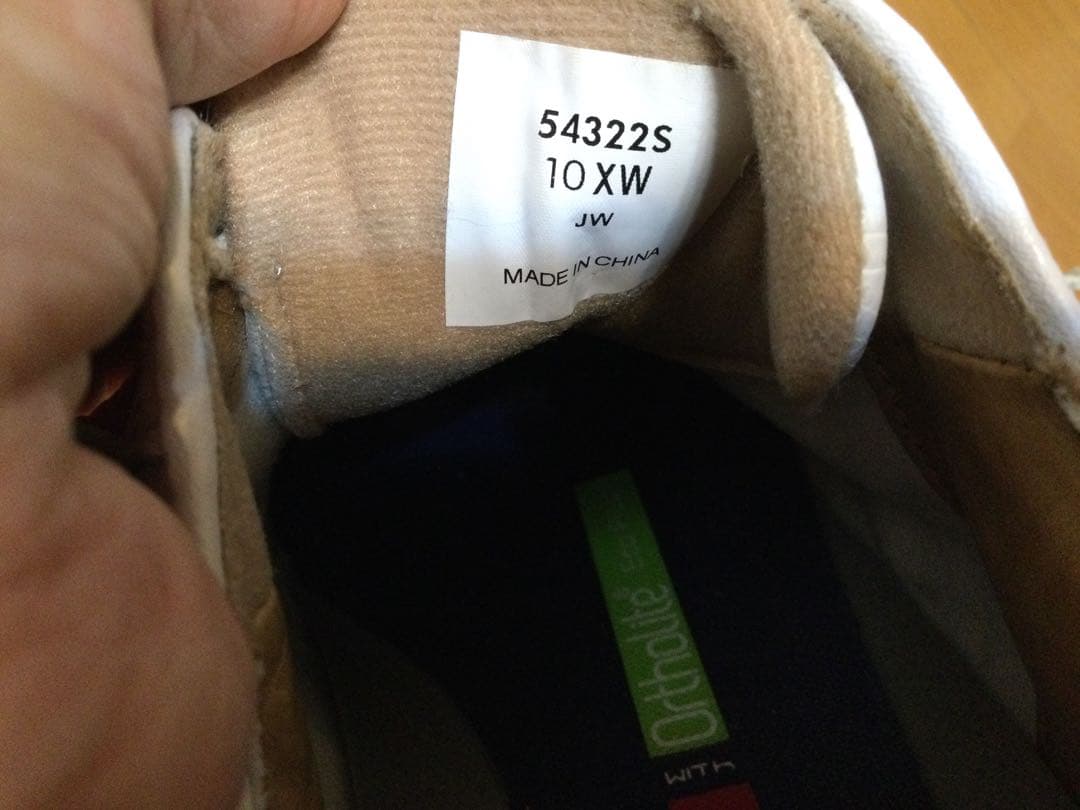 54322S
10 XW
JW
MADE IN CHINA
Ortholite
WITH